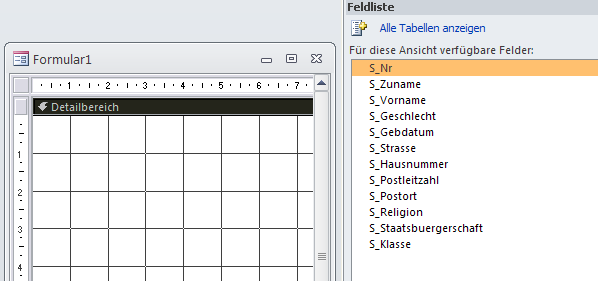 Feldliste
Alle Tabellen anzeigen
Für diese Ansicht verfügbare Felder:
S_Nr
S_Zuname
S_Vorname
S_Geschlecht
S_Gebdatum
S_Strasse
S_Hausnummer
S_Postleitzahl
S_Postort
S_Religion
S_Staatsbuergerschaft
S_Klasse
Formular1
1 2 3 4 5 6 7
Detailbereich
1
2
3
4